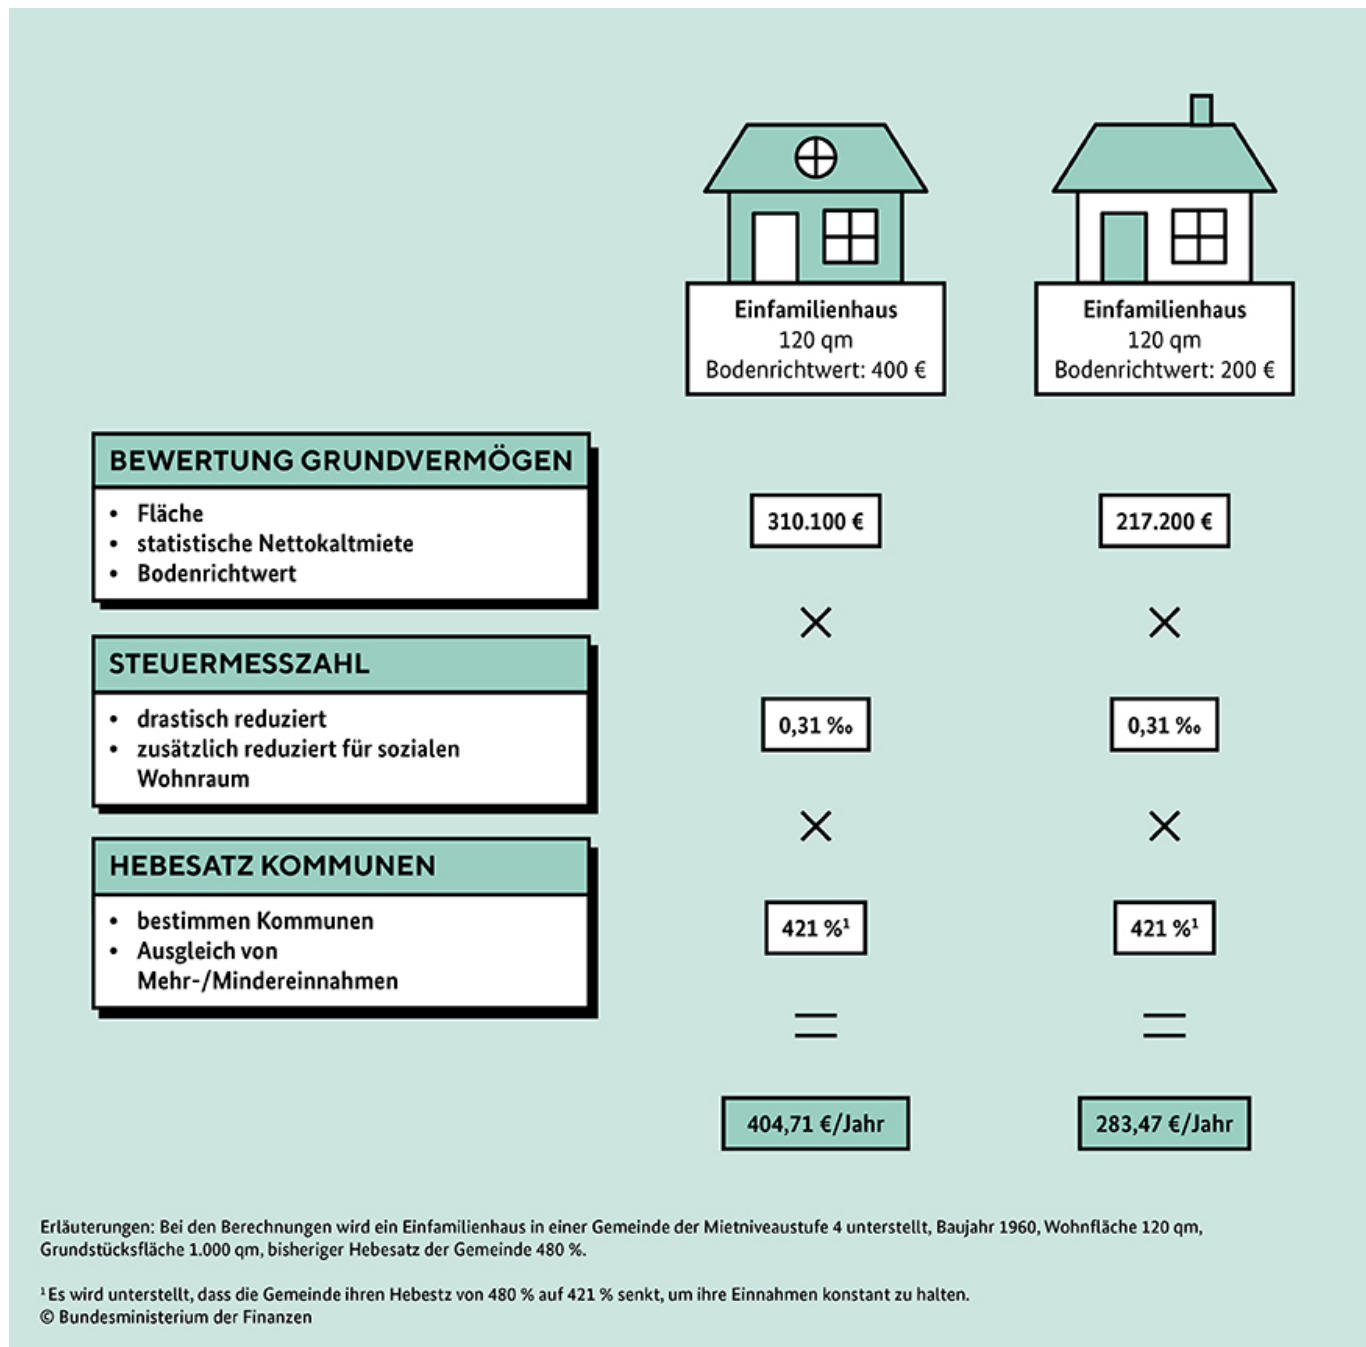 Einfamilienhaus
120 qm
Bodenrichtwert: 400 €
Einfamilienhaus
120 qm
Bodenrichtwert: 200 €
BEWERTUNG GRUNDVERMÖGEN
• Fläche
• statistische Nettokaltmiete
• Bodenrichtwert
310.100 €
217.200 €
×
×
STEUERMESSZAHL
• drastisch reduziert
• zusätzlich reduziert für sozialen
Wohnraum
0,31 ‰
0,31 ‰
×
×
HEBESATZ KOMMUNEN
• bestimmen Kommunen
• Ausgleich von
Mehr-/Mindereinnahmen
421 %¹
421 %¹
=
=
404,71 €/Jahr
283,47 €/Jahr
Erläuterungen: Bei den Berechnungen wird ein Einfamilienhaus in einer Gemeinde der Mietniveaustufe 4 unterstellt, Baujahr 1960, Wohnfläche 120 qm,
Grundstücksfläche 1.000 qm, bisheriger Hebesatz der Gemeinde 480 %.
¹ Es wird unterstellt, dass die Gemeinde ihren Hebestz von 480 % auf 421 % senkt, um ihre Einnahmen konstant zu halten.
© Bundesministerium der Finanzen